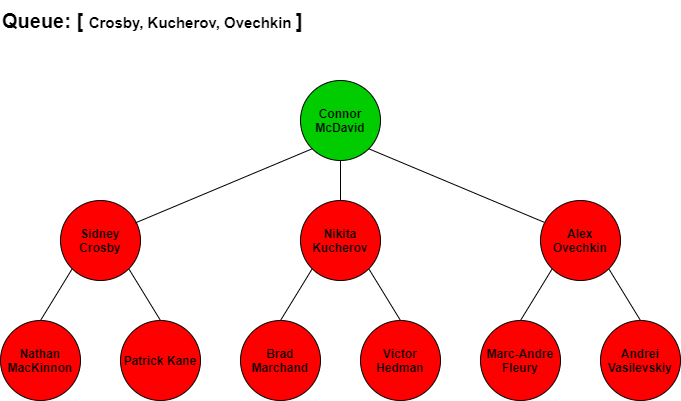 Queue: [ Crosby, Kucherov, Ovechkin ]
Connor
McDavid
Sidney
Crosby
Nikita
Kucherov
Alex
Ovechkin
Nathan
MacKinnon
Patrick Kane
Brad
Marchand
Victor
Hedman
Marc-Andre
Fleury
Andrei
Vasilevskiy